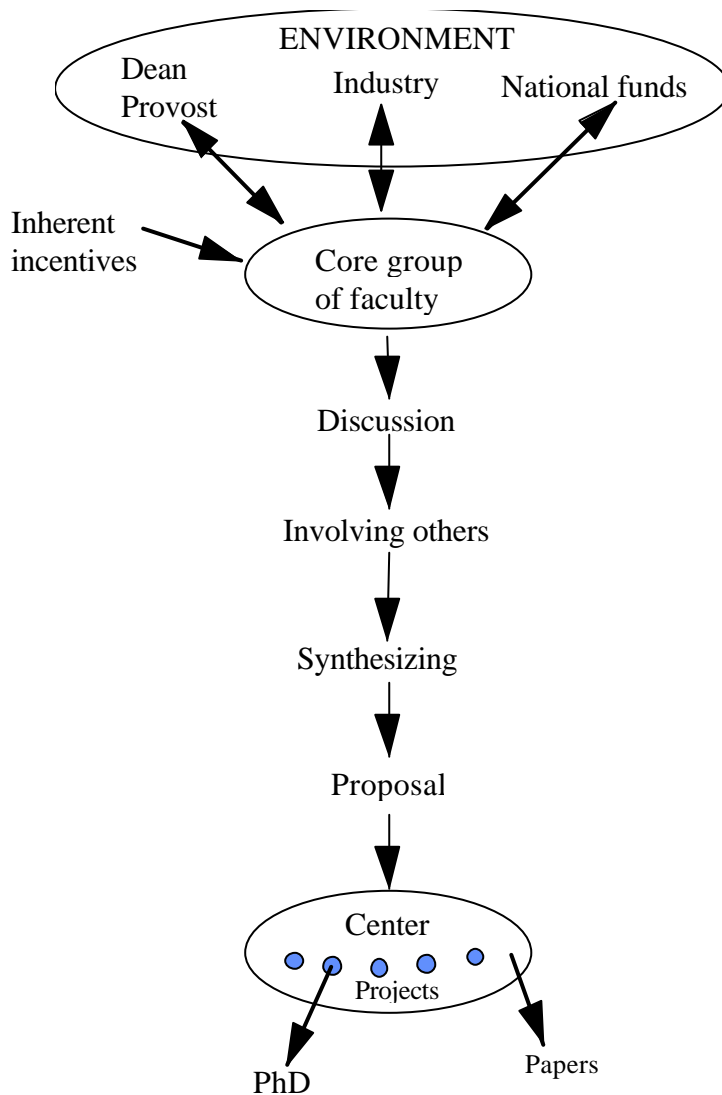 ENVIRONMENT
Dean
Provost
Industry
National funds
Inherent
incentives
Core group
of faculty
Discussion
Involving others
Synthesizing
Proposal
Center
Projects
PhD
Papers